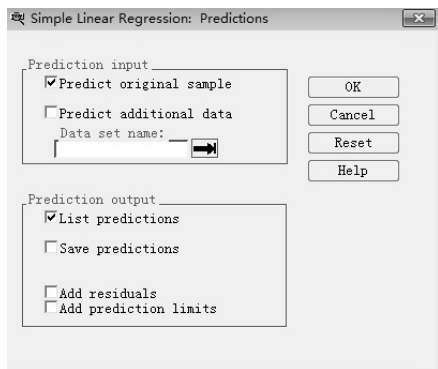 Simple Linear Regression: Predictions
Prediction input
Predict original sample
Predict additional data
Data set name:
OK
Cancel
Reset
Help
Prediction output
List predictions
Save predictions
Add residuals
Add prediction limits